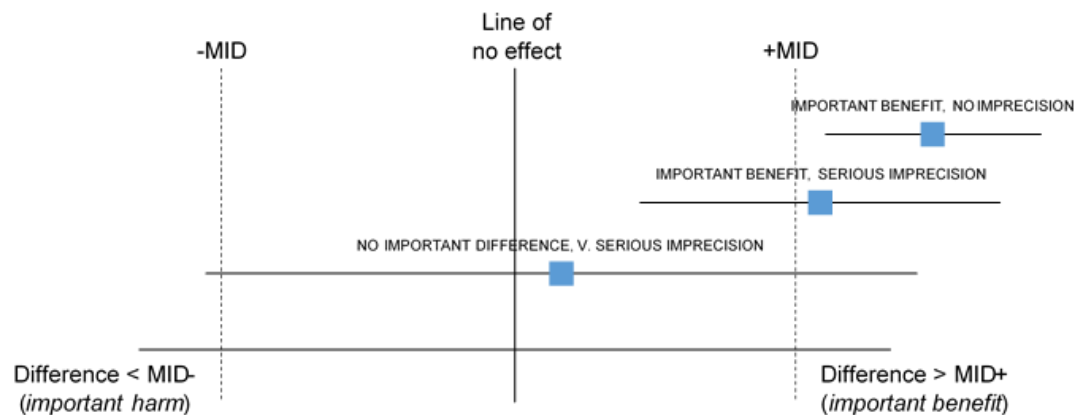 Line of
no effect
-MID
+MID
IMPORTANT BENEFIT, NO IMPRECISION
IMPORTANT BENEFIT, SERIOUS IMPRECISION
NO IMPORTANT DIFFERENCE, V. SERIOUS IMPRECISION
Difference < MID-
(important harm)
Difference > MID+
(important benefit)